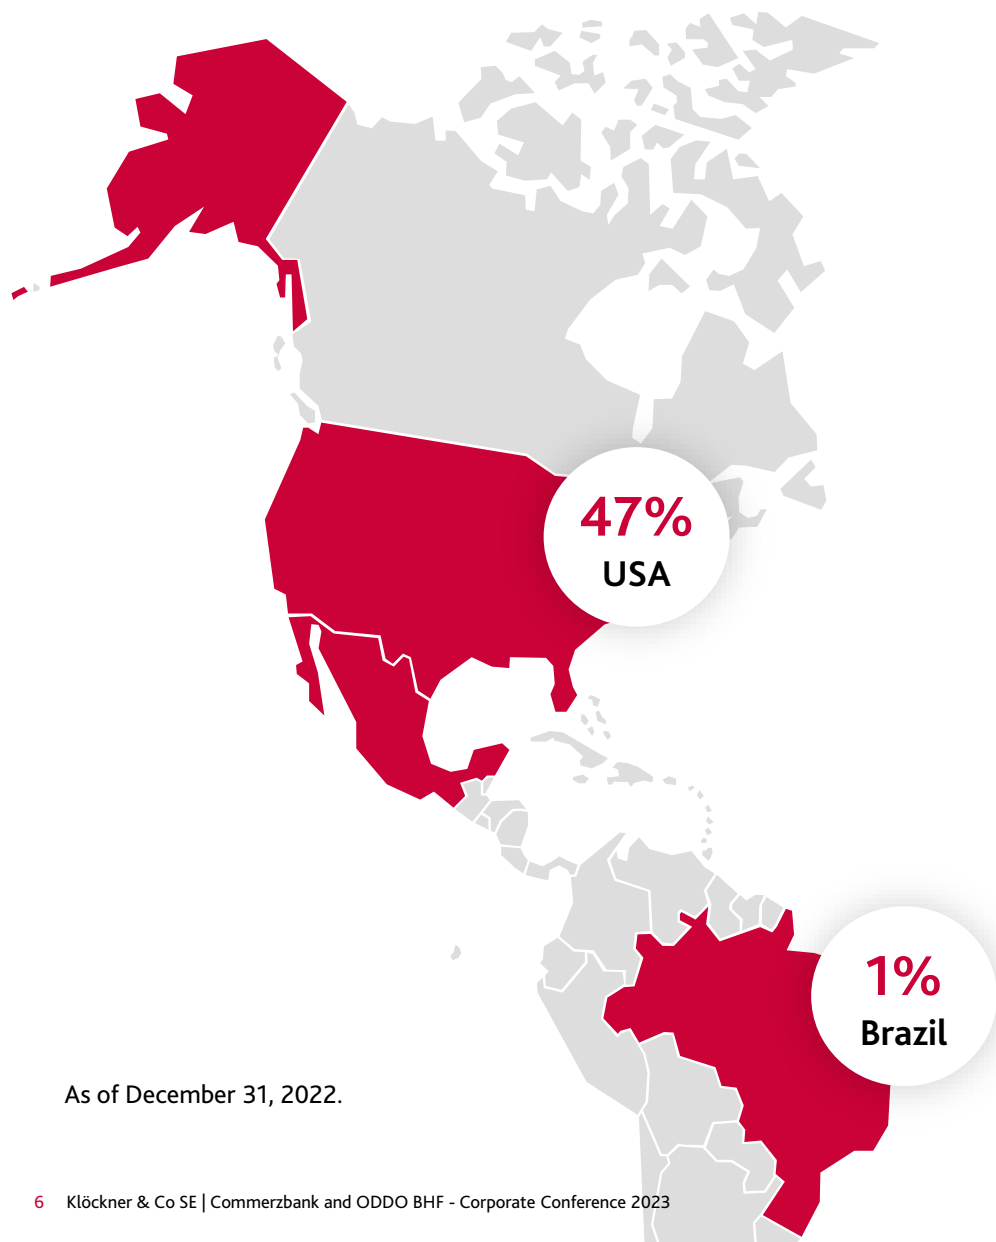 47%
USA
1%
Brazil
As of December 31, 2022.
6 Klöckner & Co SE | Commerzbank and ODDO BHF - Corporate Conference 2023